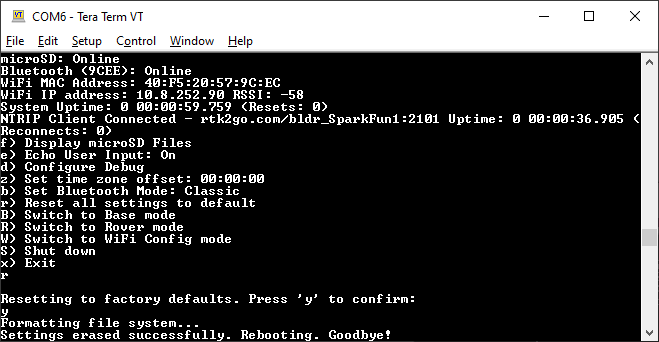 COM6 - Tera Term VT
File Edit Setup Control Window Help
microSD: Online
Bluetooth (9CEE): Online
WiFi MAC Address: 40:F5:20:57:9C:EC
WiFi IP address: 10.8.252.90 RSSI: -58
System Uptime: 0 00:00:59.759 (Resets: 0)
NTRIP Client Connected - rtk2go.com/bldr_SparkFun1:2101 Uptime: 0 00:00:36.905 (
Reconnects: 0)
f) Display microSD Files
e) Echo User Input: On
d) Configure Debug
z) Set time zone offset: 00:00:00
b) Set Bluetooth Mode: Classic
r) Reset all settings to default
B) Switch to Base mode
R) Switch to Rover mode
W) Switch to WiFi Config mode
S) Shut down
x) Exit
r
Resetting to factory defaults. Press 'y' to confirm:
y
Formatting file system...
Settings erased successfully. Rebooting. Goodbye!